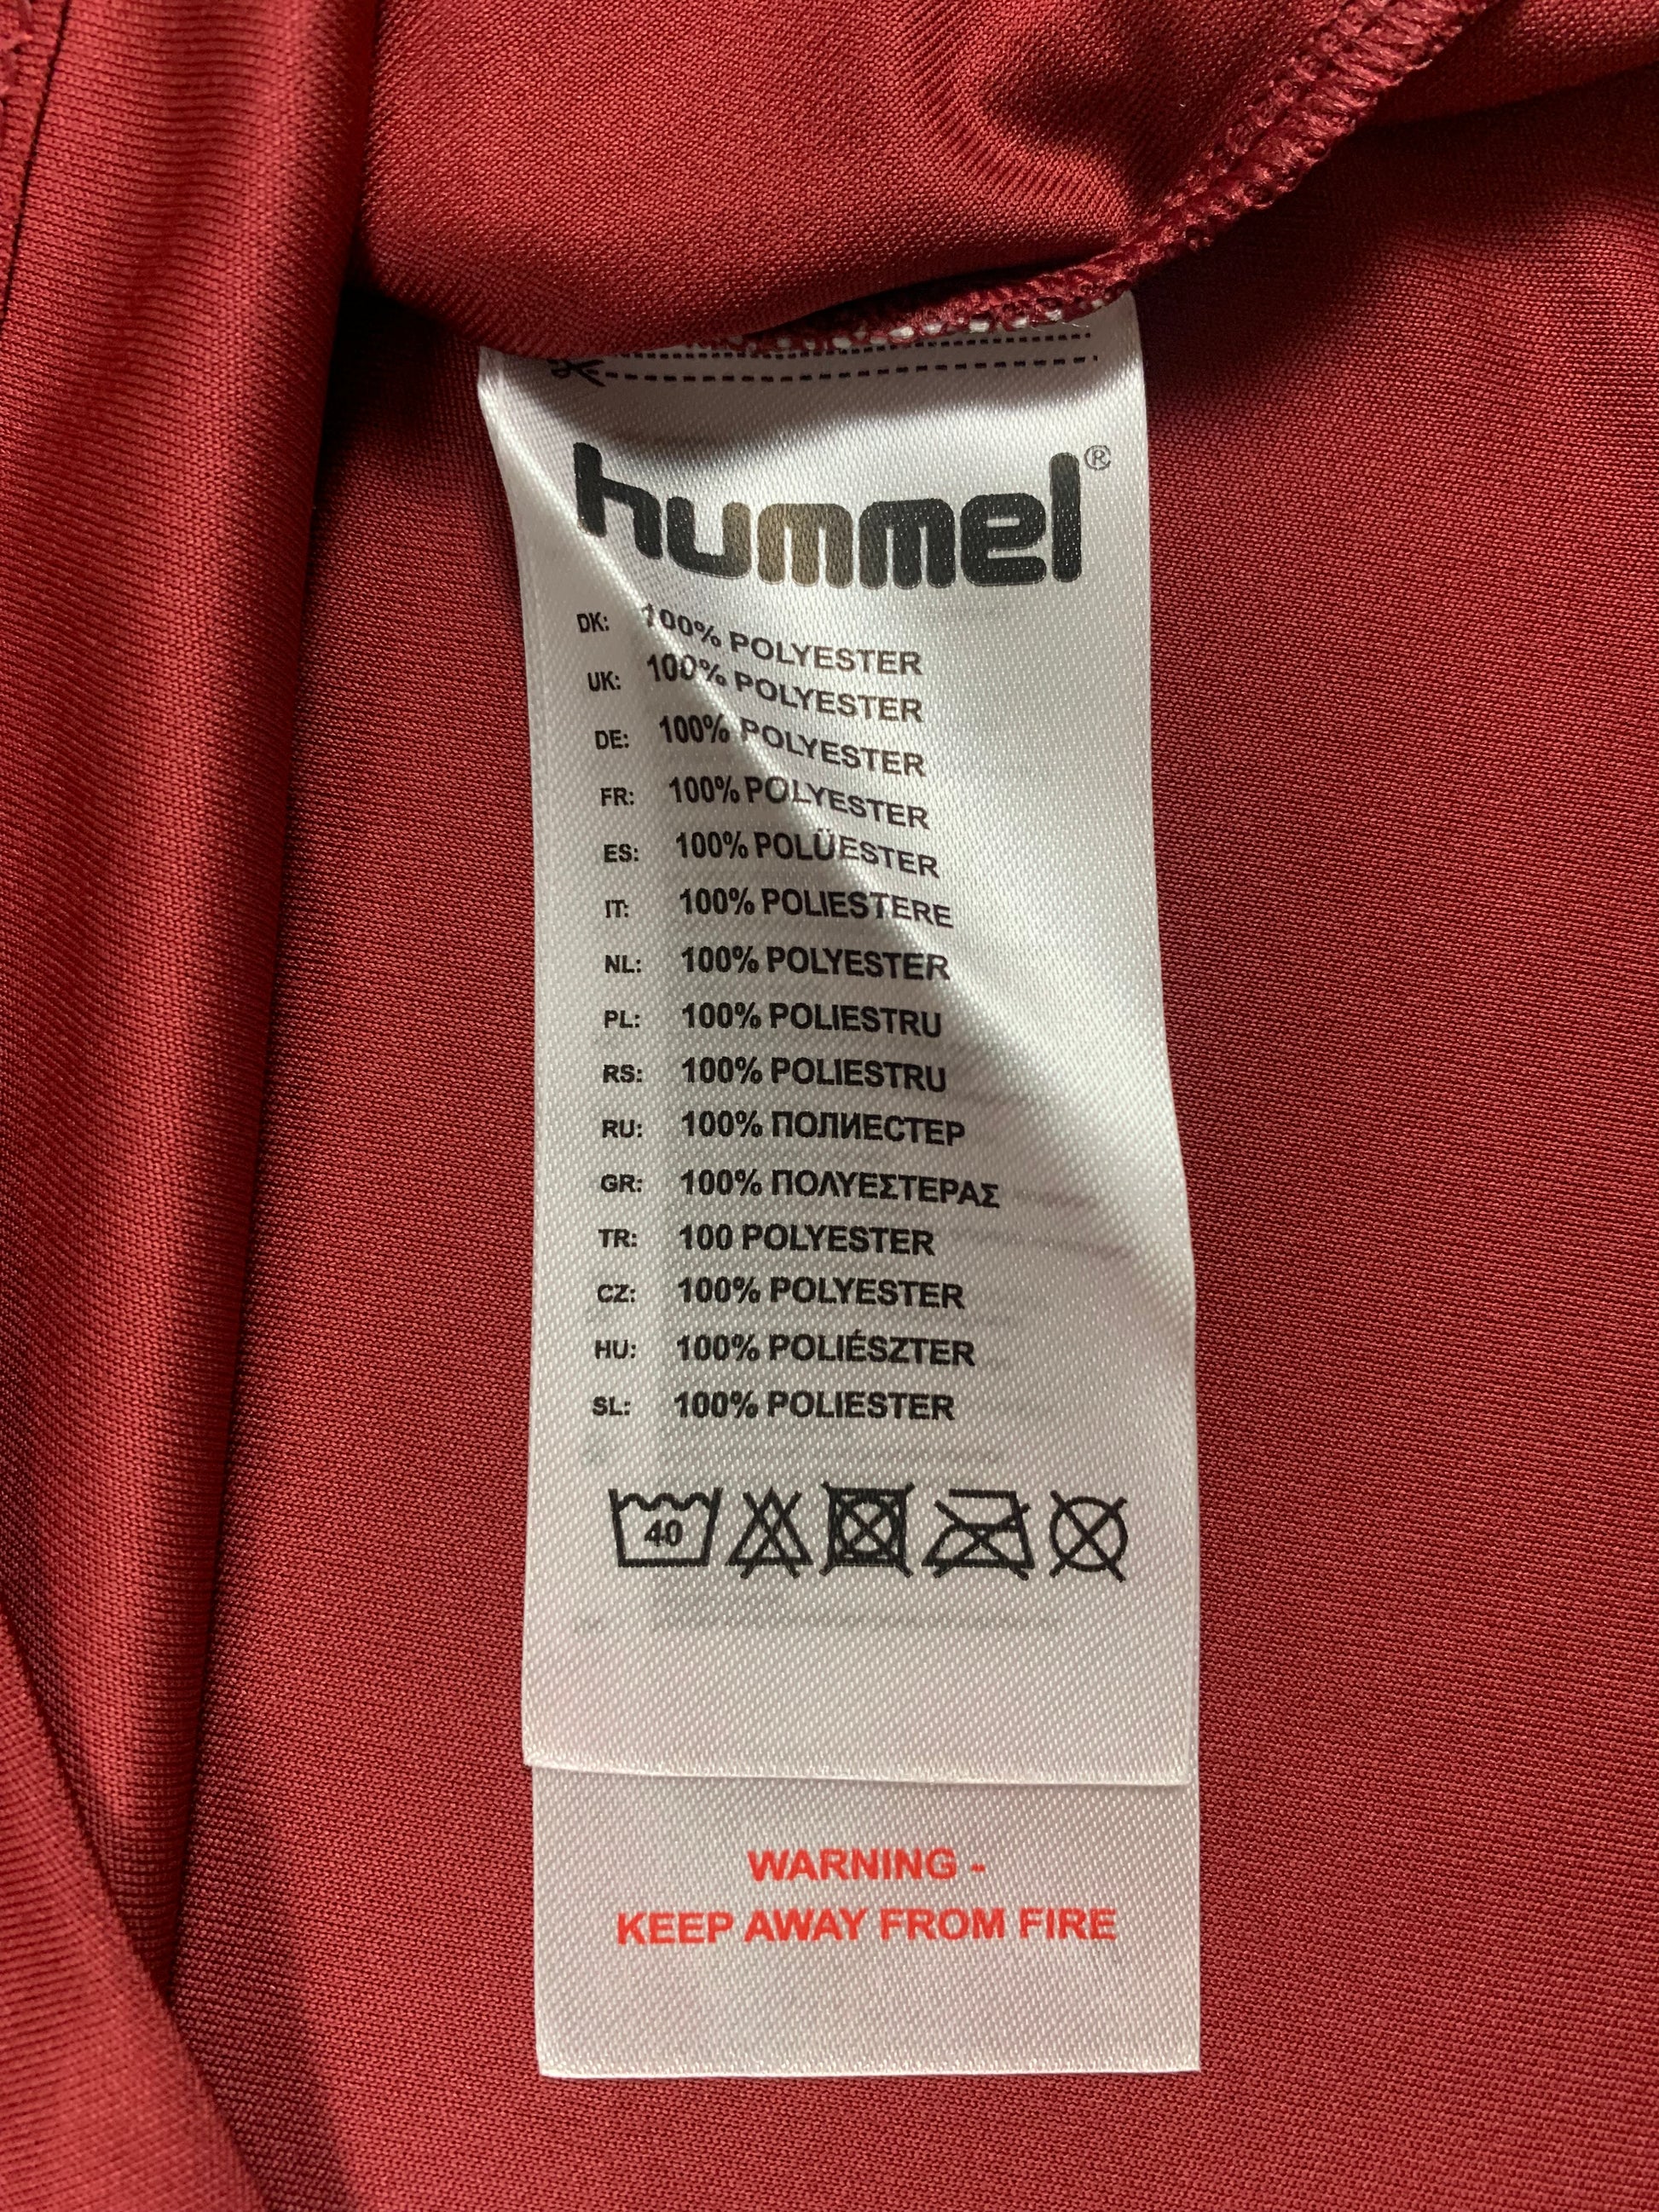 hummel®
DK: 100% POLYESTER
UK: 100% POLYESTER
DE: 100% POLYESTER
FR: 100% POLYESTER
ES: 100% POLÜESTER
IT: 100% POLIESTERE
NL: 100% POLYESTER
PL: 100% POLIESTRU
RS: 100% POLIESTRU
RU: 100% ПОЛИЕСТЕР
GR: 100% ΠΟΛΥΕΣΤΕΡΑΣ
TR: 100 POLYESTER
CZ: 100% POLYESTER
HU: 100% POLIÉSZTER
SL: 100% POLIESTER
40
WARNING -
KEEP AWAY FROM FIRE